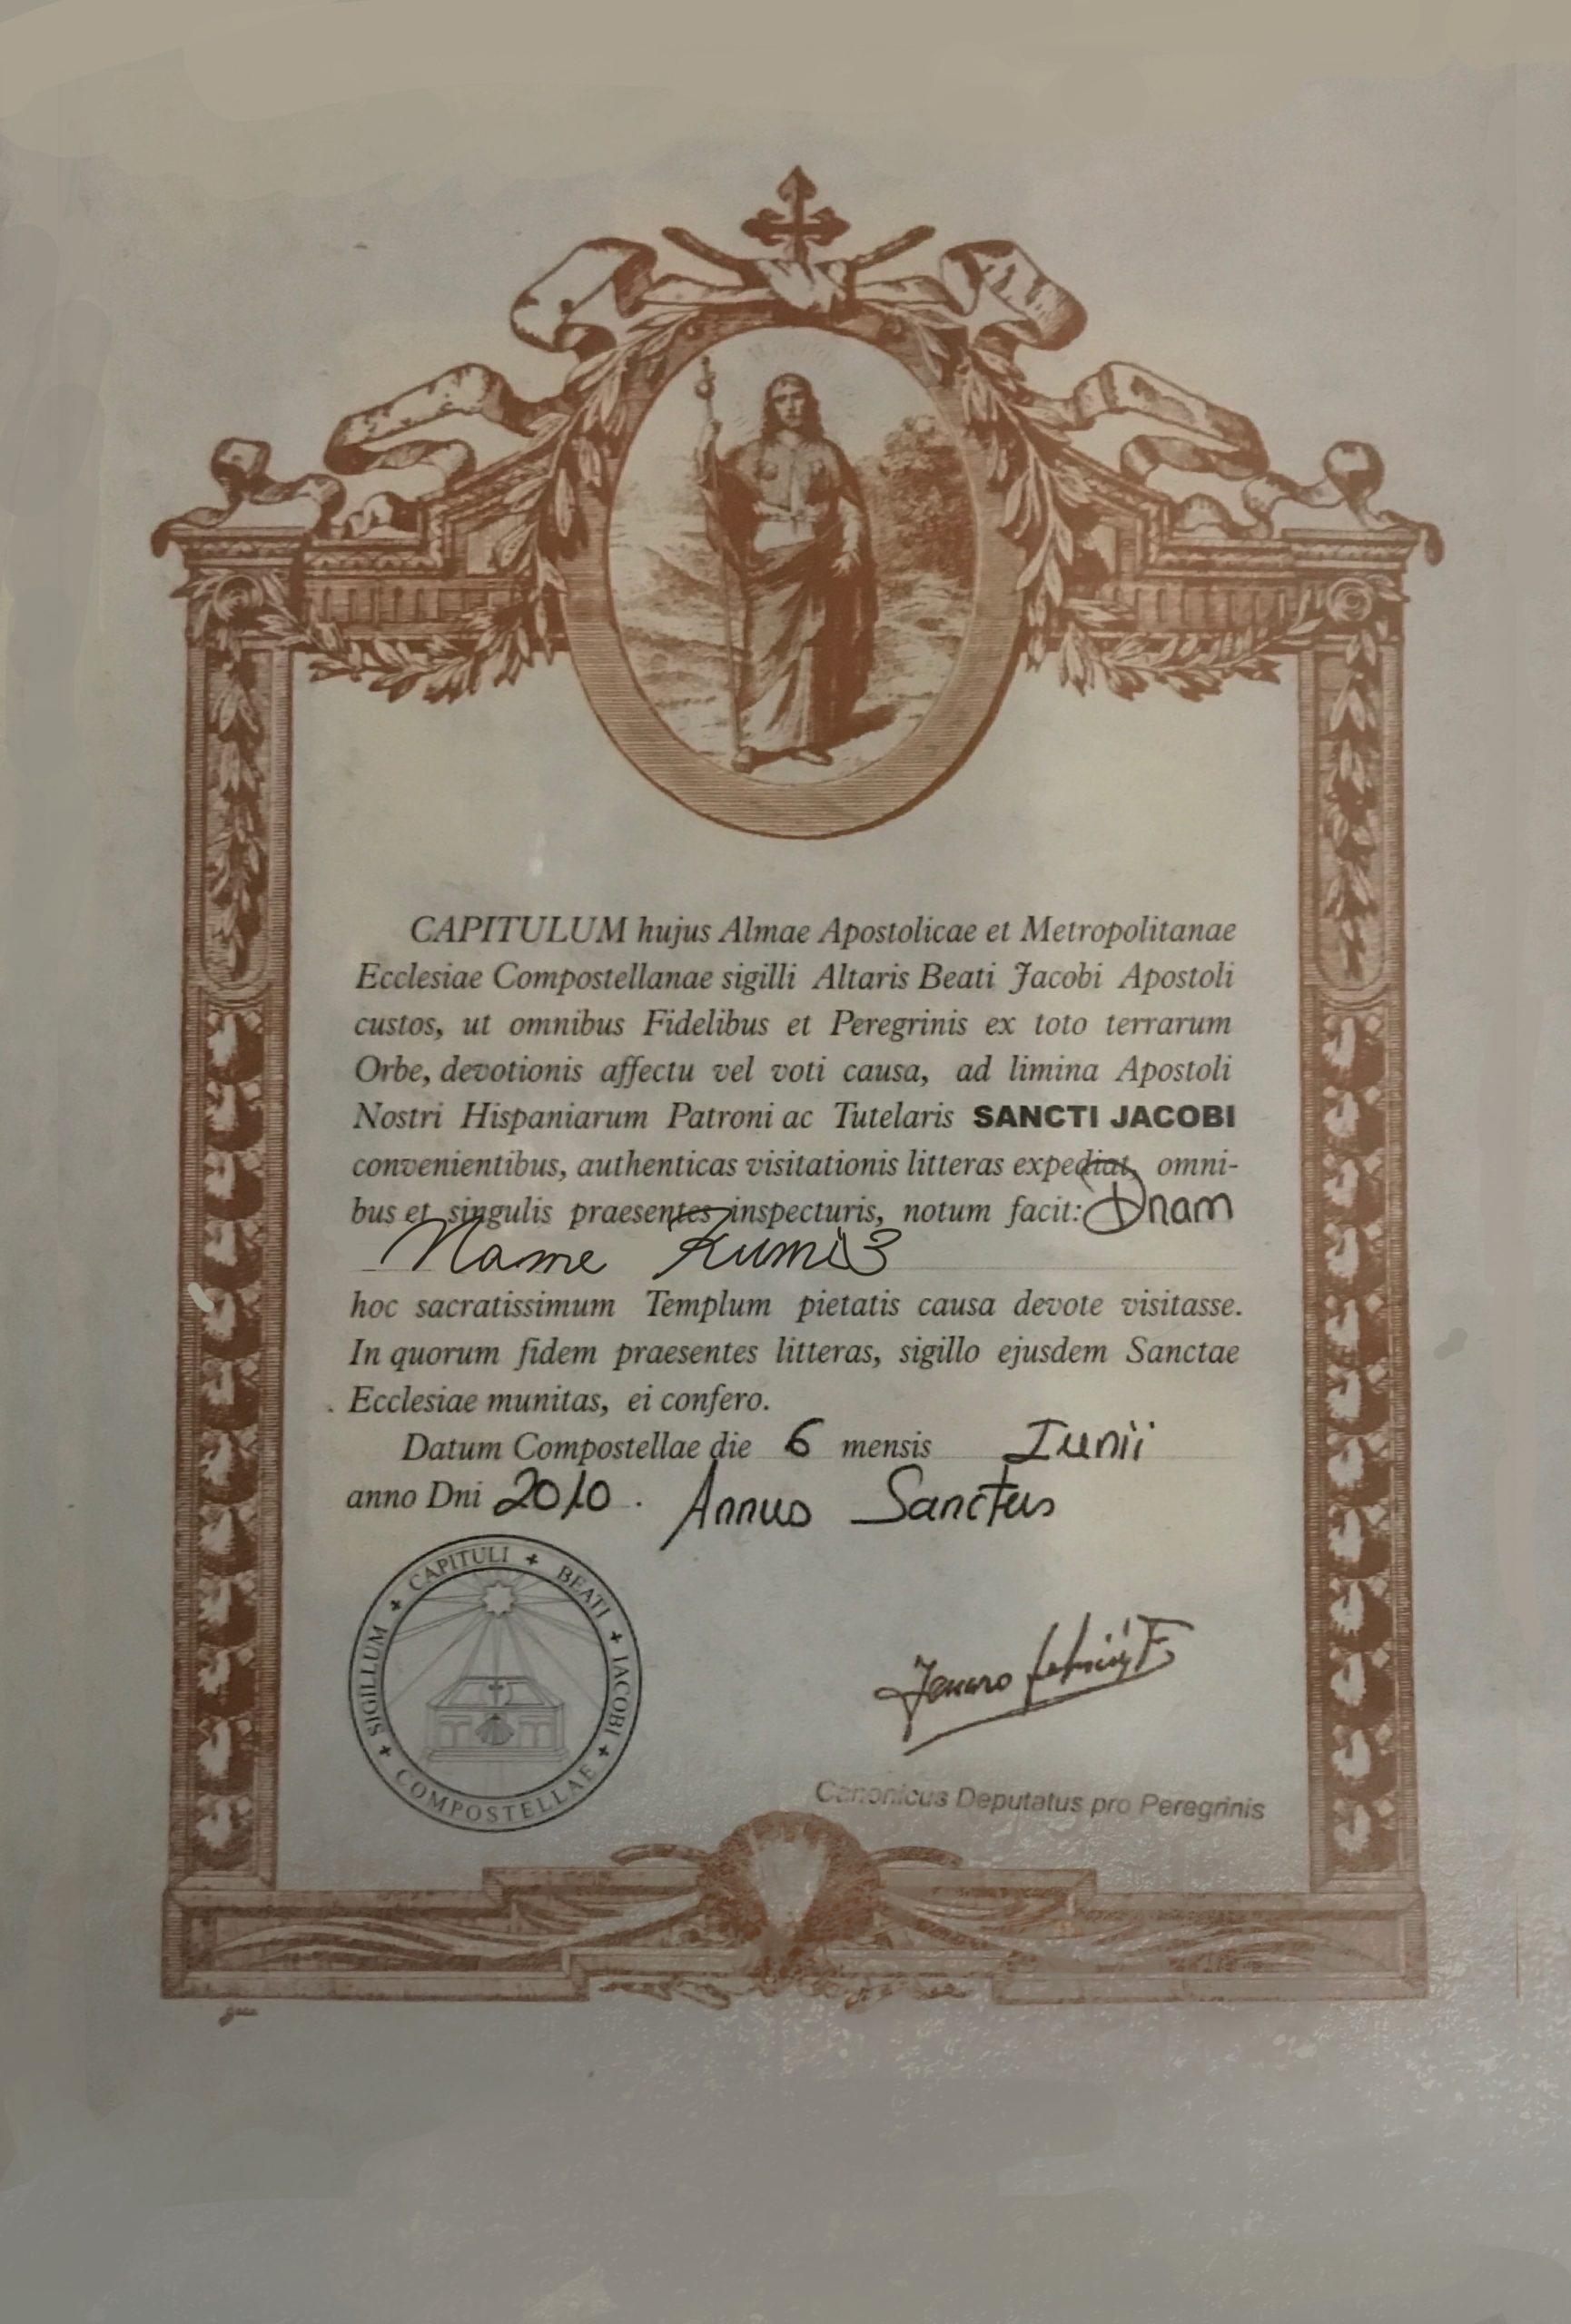 CAPITULUM hujus Almae Apostolicae et Metropolitanae
Ecclesiae Compostellanae sigilli Altaris Beati Jacobi Apostoli
custos, ut omnibus Fidelibus et Peregrinis ex toto terrarum
Orbe, devotionis affectu vel voti causa, ad limina Apostoli
Nostri Hispaniarum Patroni ac Tutelaris SANCTI JACOBI
convenientibus, authenticas visitationis litteras expediat, omni-
bus et singulis praesentes inspecturis, notum facit: Dnam
Name
hoc sacratissimum Templum pietatis causa devote visitasse.
In quorum fidem praesentes litteras, sigillo ejusdem Sanctae
Ecclesiae munitas, ei confero.
Datum Compostellae die 6 mensis Iunii
anno Dni 2010. Annus Sanctus
SIGILLUM + CAPITULI + BEATI + IACOBI + COMPOSTELLAE +
Canonicus Deputatus pro Peregrinis